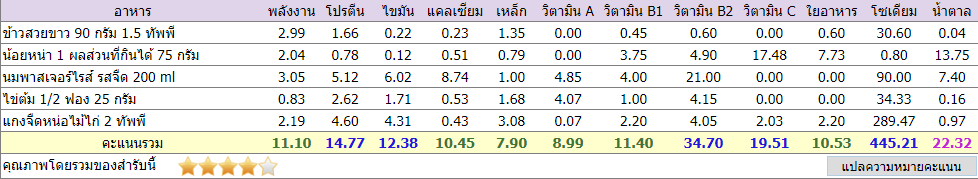 อาหาร พลังงาน โปรตีน ไขมัน แคลเซียม เหล็ก วิตามิน A วิตามิน B1 วิตามิน B2 วิตามิน C ใยอาหาร โซเดียม น้ำตาล
ข้าวสวยขาว 90 กรัม 1.5 ทัพพี 2.99 1.66 0.22 0.23 1.35 0.00 0.45 0.60 0.00 0.60 30.60 0.04
น้อยหน่า 1 ผลส่วนที่กินได้ 75 กรัม 2.04 0.78 0.12 0.51 0.79 0.00 3.75 4.90 17.48 7.73 0.80 13.75
นมพาสเจอร์ไรส์ รสจืด 200 ml 3.05 5.12 6.02 8.74 1.00 4.85 4.00 21.00 0.00 0.00 90.00 7.40
ไข่ต้ม 1/2 ฟอง 25 กรัม 0.83 2.62 1.71 0.53 1.68 4.07 1.00 4.15 0.00 0.00 34.33 0.16
แกงจืดหน่อไม้ไก่ 2 ทัพพี 2.19 4.60 4.31 0.43 3.08 0.07 2.20 4.05 2.03 2.20 289.47 0.97
คะแนนรวม 11.10 14.77 12.38 10.45 7.90 8.99 11.40 34.70 19.51 10.53 445.21 22.32
คุณภาพโดยรวมของสำรับนี้ แปลความหมายคะแนน